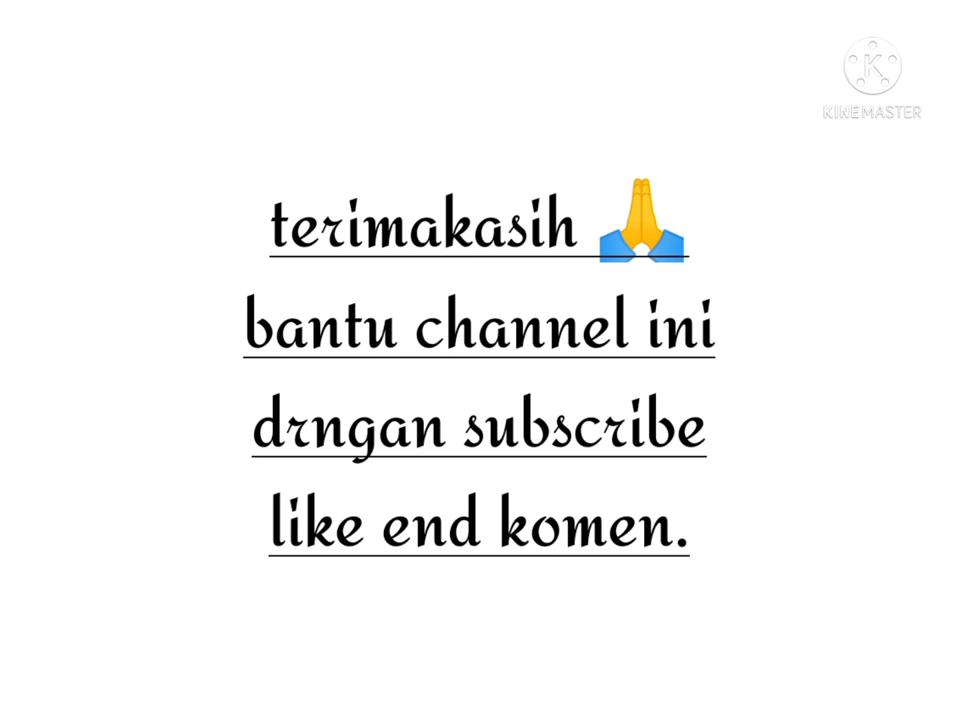 KINEMASTER
terimakasih 🙏
bantu channel ini
drngan subscribe
like end komen.